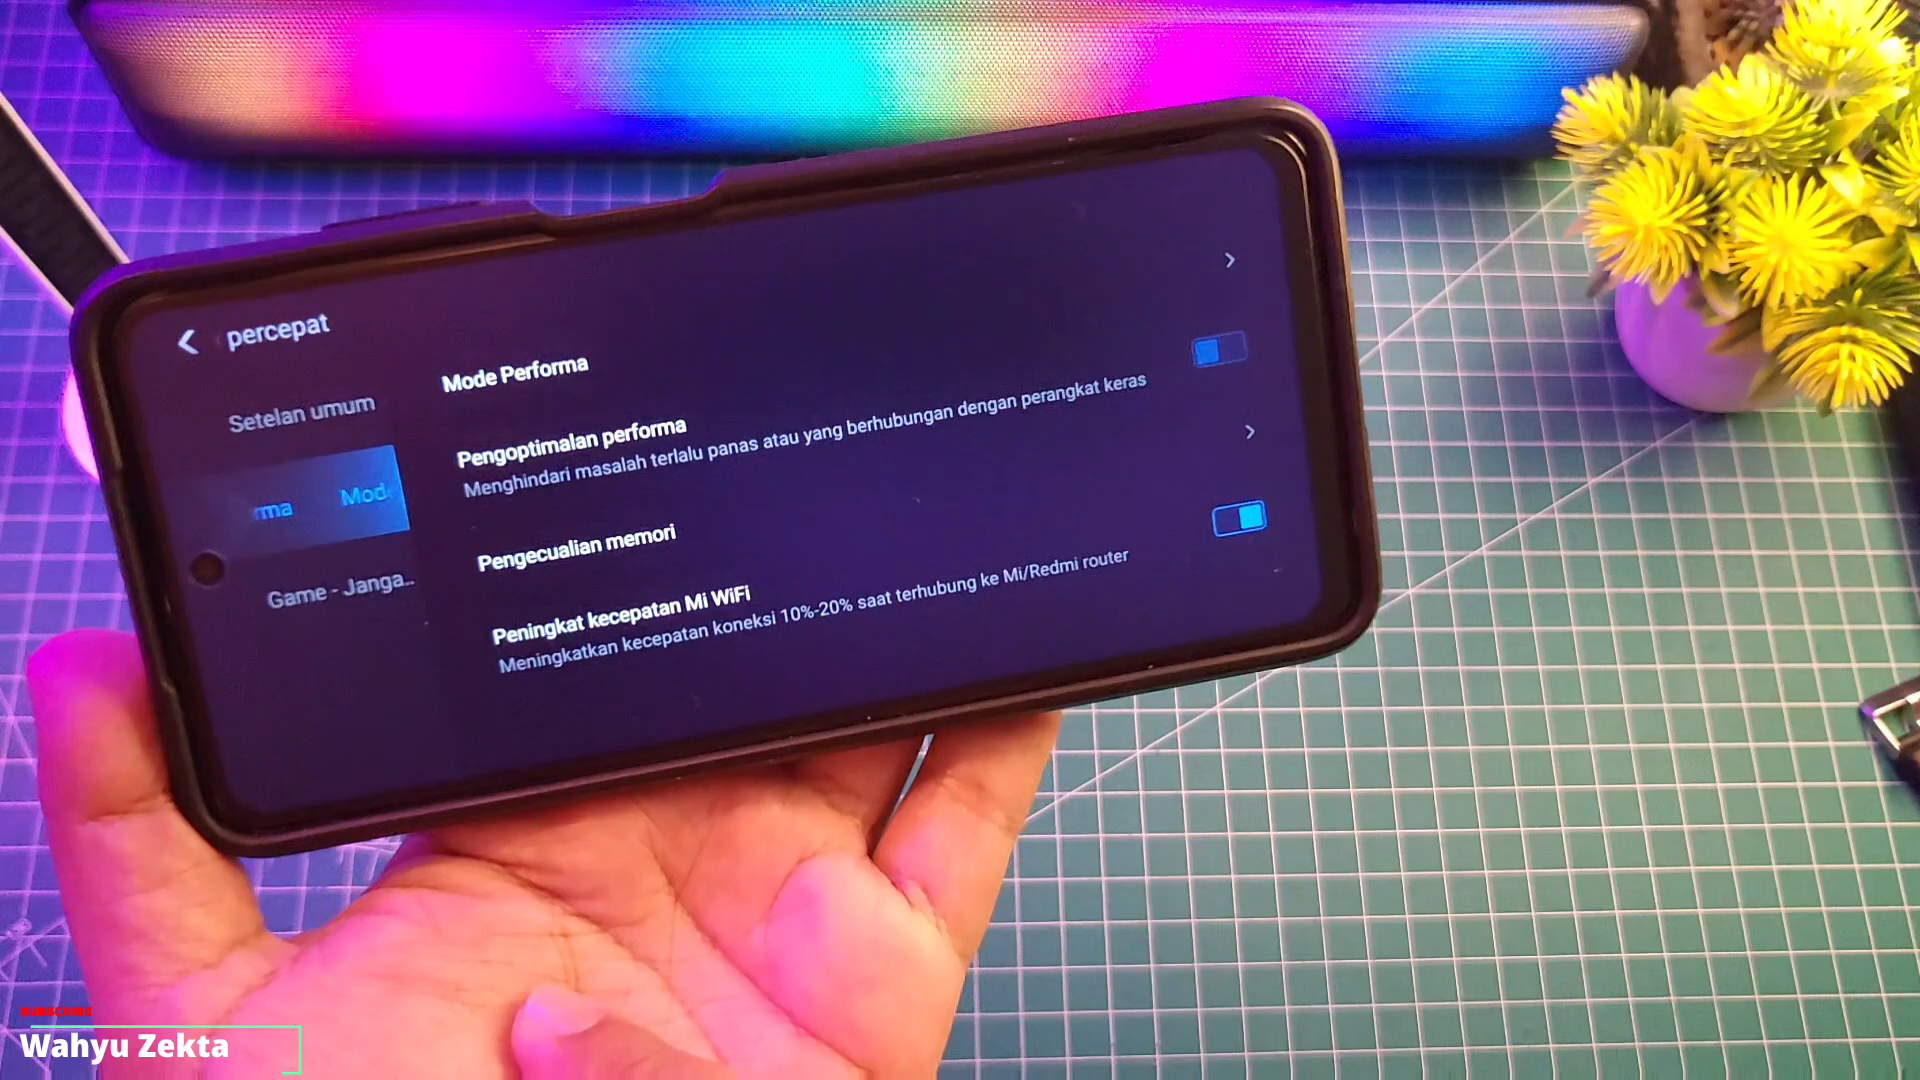 percepat
Setelan umum
rma Mod
Game - Janga..
Mode Performa
Pengoptimalan performa
Menghindari masalah terlalu panas atau yang berhubungan dengan perangkat keras
Pengecualian memori
Peningkat kecepatan Mi WiFi
Meningkatkan kecepatan koneksi 10%-20% saat terhubung ke Mi/Redmi router
SUBSCRIBE
Wahyu Zekta